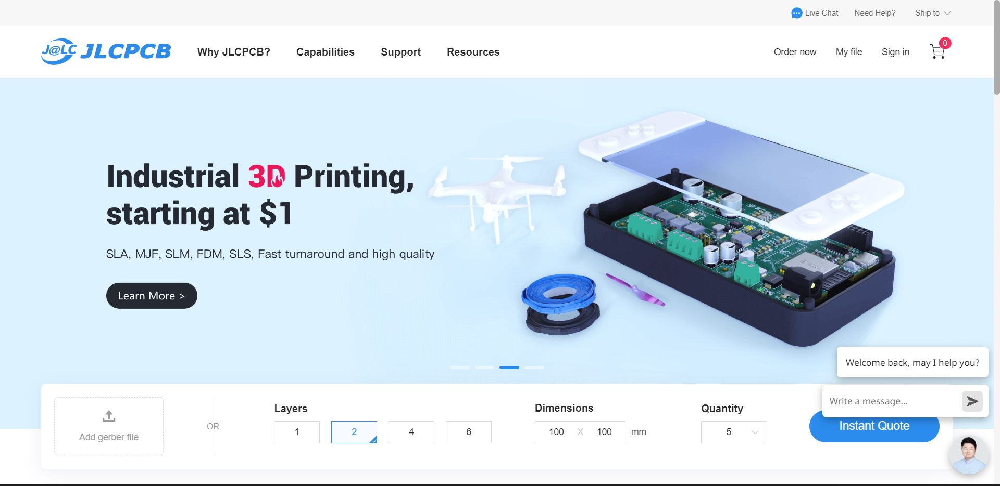 Live Chat
Need Help?
Ship to
J@LC JLCPCB
Why JLCPCB?
Capabilities
Support
Resources
Order now
My file
Sign in
0
Industrial 3D Printing,
starting at $1
SLA, MJF, SLM, FDM, SLS, Fast turnaround and high quality
Learn More >
Welcome back, may I help you?
Write a message...
Add gerber file
OR
Layers
1
2
4
6
Dimensions
100 X 100 mm
Quantity
5
Instant Quote